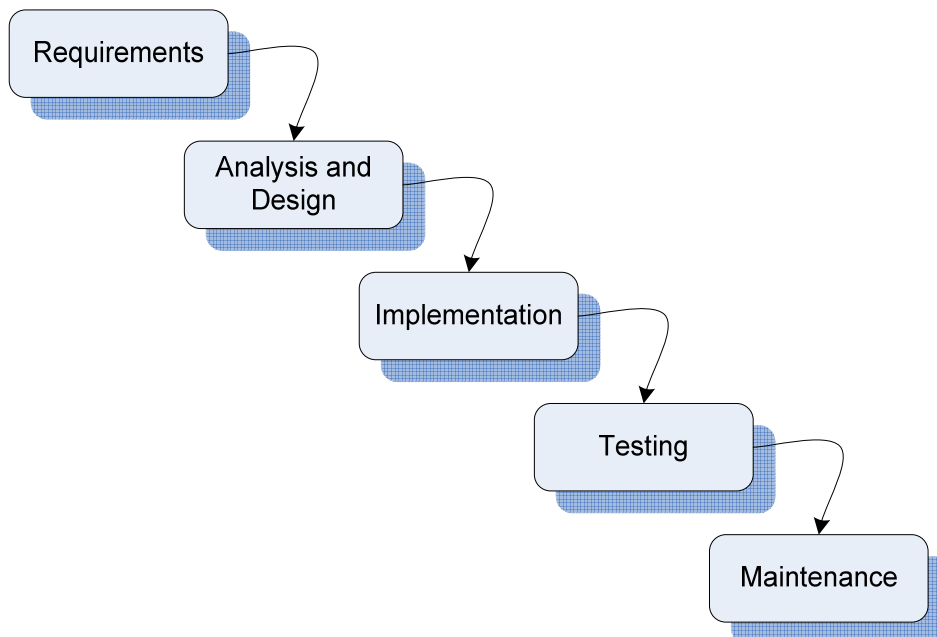 Requirements
Analysis and
Design
Implementation
Testing
Maintenance